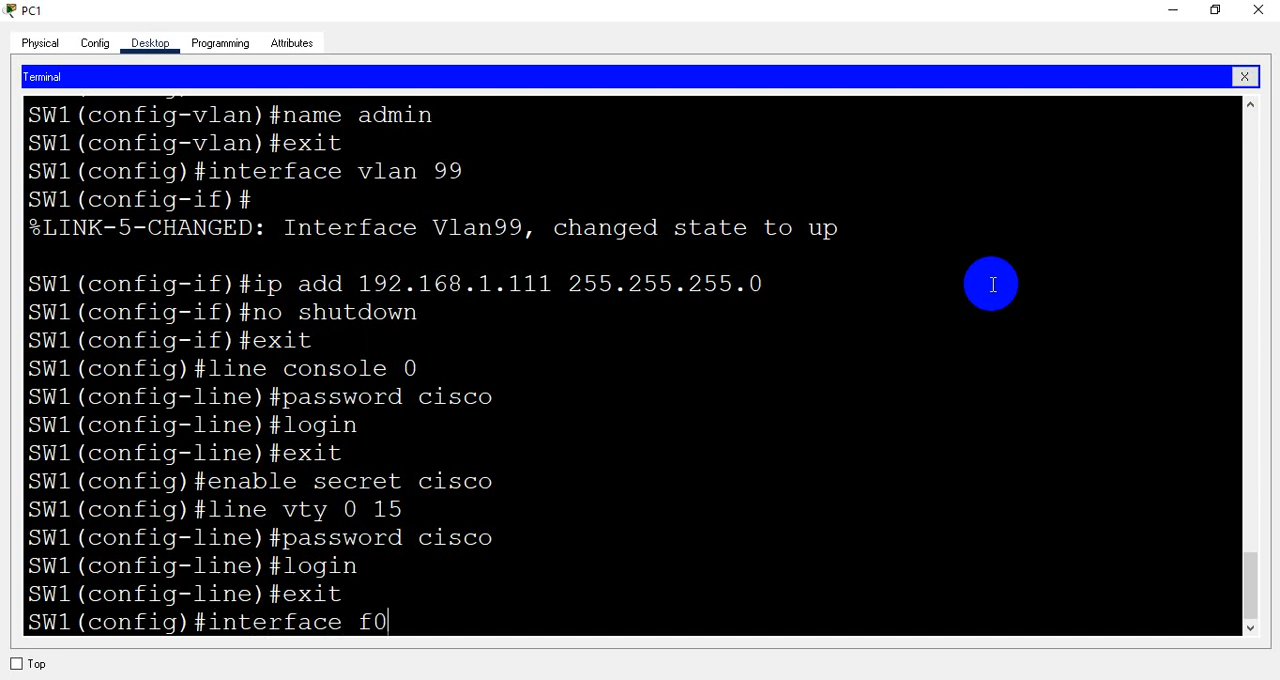 PC1
Physical Config Desktop Programming Attributes
Terminal
X
SW1(config-vlan)#name admin
SW1(config-vlan)#exit
SW1(config)#interface vlan 99
SW1(config-if)#
%LINK-5-CHANGED: Interface Vlan99, changed state to up
SW1(config-if)#ip add 192.168.1.111 255.255.255.0
SW1(config-if)#no shutdown
SW1(config-if)#exit
SW1(config)#line console 0
SW1(config-line)#password cisco
SW1(config-line)#login
SW1(config-line)#exit
SW1(config)#enable secret cisco
SW1(config)#line vty 0 15
SW1(config-line)#password cisco
SW1(config-line)#login
SW1(config-line)#exit
SW1(config)#interface f0
Top